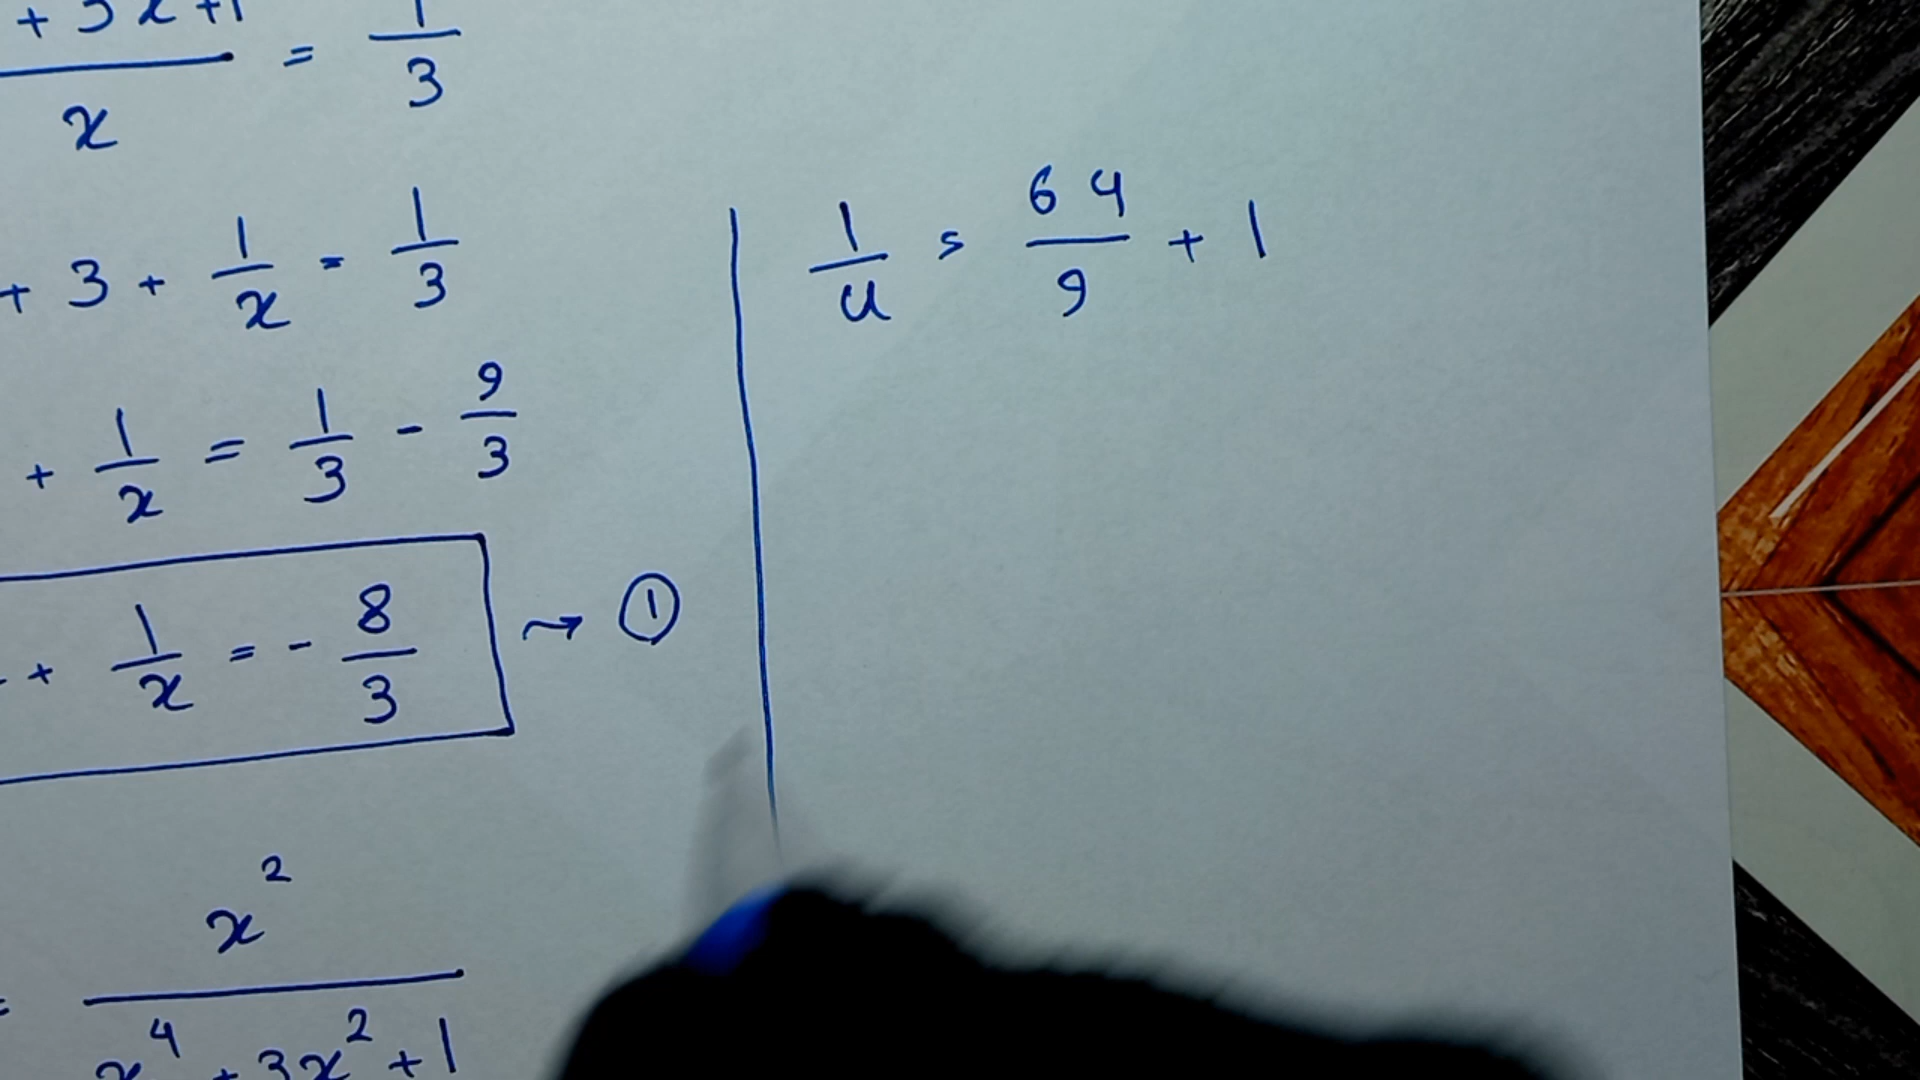 + 3x+1 / x = 1/3
+ 3 + 1/x = 1/3
+ 1/x = 1/3 - 9/3
+ 1/x = - 8/3 → ①
= x² / x⁴ + 3x² + 1
1/u = 64/9 + 1